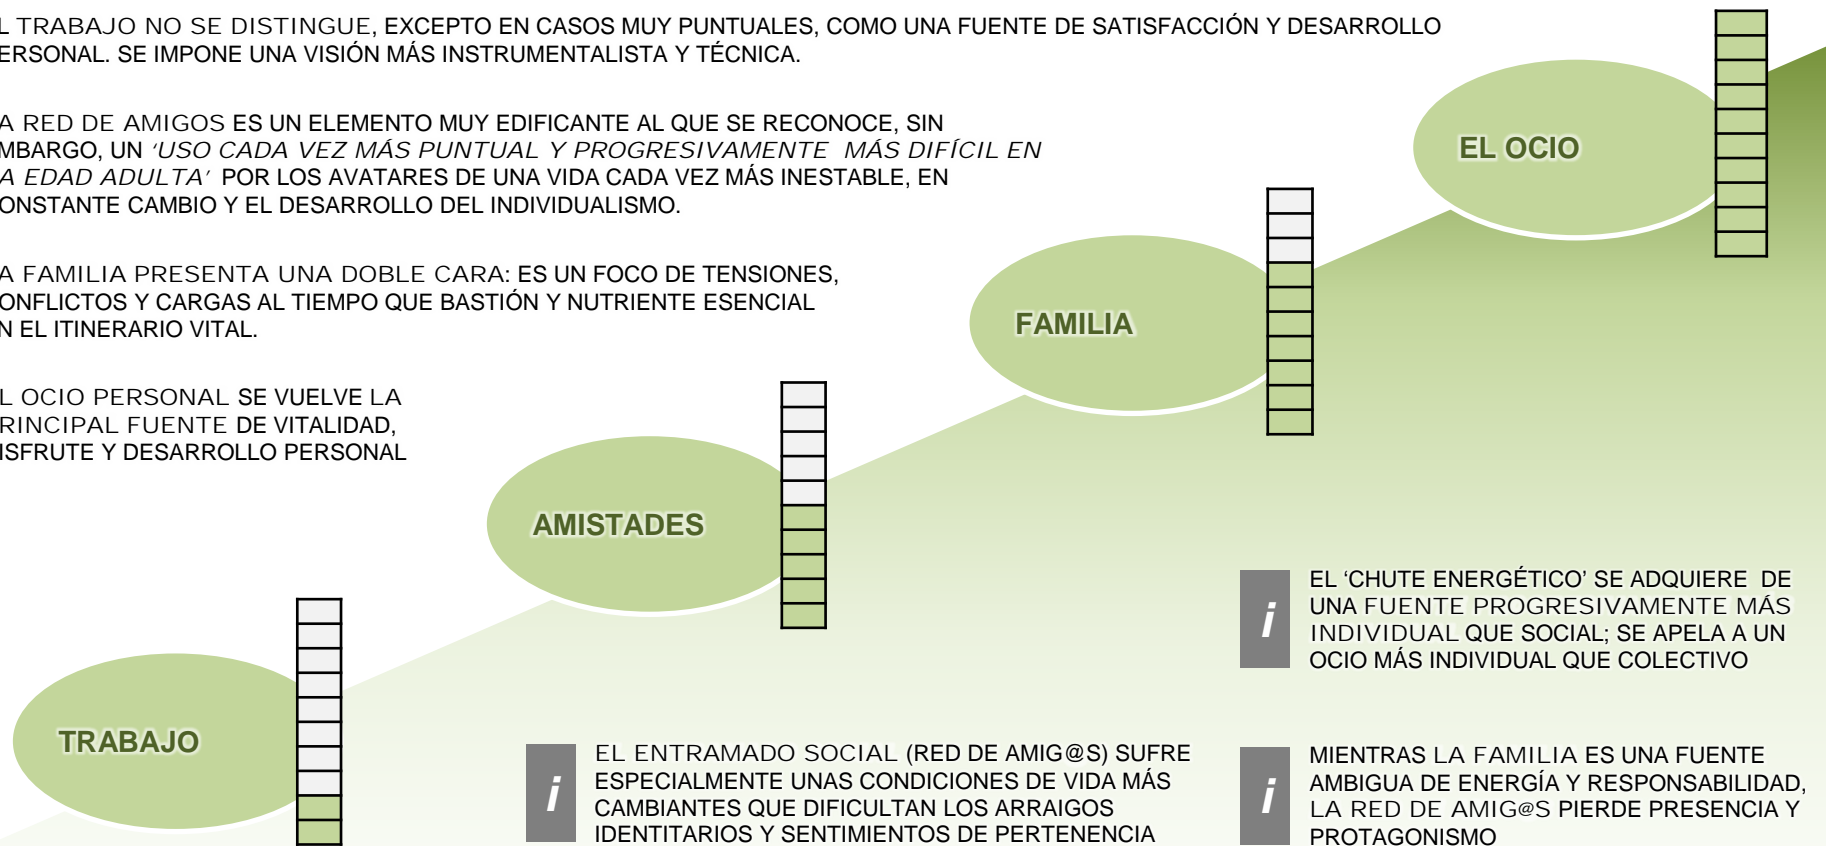 L TRABAJO NO SE DISTINGUE, EXCEPTO EN CASOS MUY PUNTUALES, COMO UNA FUENTE DE SATISFACCIÓN Y DESARROLLO
ERSONAL. SE IMPONE UNA VISIÓN MÁS INSTRUMENTALISTA Y TÉCNICA.
A RED DE AMIGOS ES UN ELEMENTO MUY EDIFICANTE AL QUE SE RECONOCE, SIN
MBARGO, UN ‘USO CADA VEZ MÁS PUNTUAL Y PROGRESIVAMENTE MÁS DIFÍCIL EN
A EDAD ADULTA’ POR LOS AVATARES DE UNA VIDA CADA VEZ MÁS INESTABLE, EN
ONSTANTE CAMBIO Y EL DESARROLLO DEL INDIVIDUALISMO.
A FAMILIA PRESENTA UNA DOBLE CARA: ES UN FOCO DE TENSIONES,
ONFLICTOS Y CARGAS AL TIEMPO QUE BASTIÓN Y NUTRIENTE ESENCIAL
N EL ITINERARIO VITAL.
L OCIO PERSONAL SE VUELVE LA
RINCIPAL FUENTE DE VITALIDAD,
ISFRUTE Y DESARROLLO PERSONAL
EL OCIO
FAMILIA
AMISTADES
TRABAJO
i
EL ‘CHUTE ENERGÉTICO’ SE ADQUIERE DE
UNA FUENTE PROGRESIVAMENTE MÁS
INDIVIDUAL QUE SOCIAL; SE APELA A UN
OCIO MÁS INDIVIDUAL QUE COLECTIVO
i
EL ENTRAMADO SOCIAL (RED DE AMIG@S) SUFRE
ESPECIALMENTE UNAS CONDICIONES DE VIDA MÁS
CAMBIANTES QUE DIFICULTAN LOS ARRAIGOS
IDENTITARIOS Y SENTIMIENTOS DE PERTENENCIA
i
MIENTRAS LA FAMILIA ES UNA FUENTE
AMBIGUA DE ENERGÍA Y RESPONSABILIDAD,
LA RED DE AMIG@S PIERDE PRESENCIA Y
PROTAGONISMO